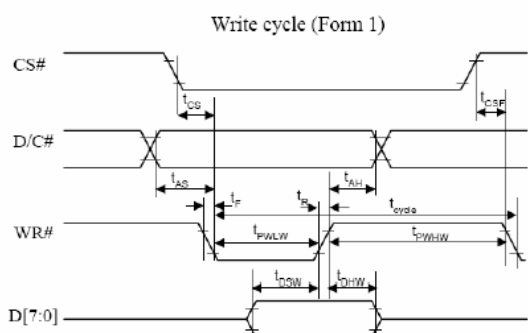 Write cycle (Form 1)
CS#
tCS
tCSF
D/C#
tAS
tAH
tF
tR
tcycle
WR#
tPWLW
tPWHW
tDSW
tDHW
D[7:0]